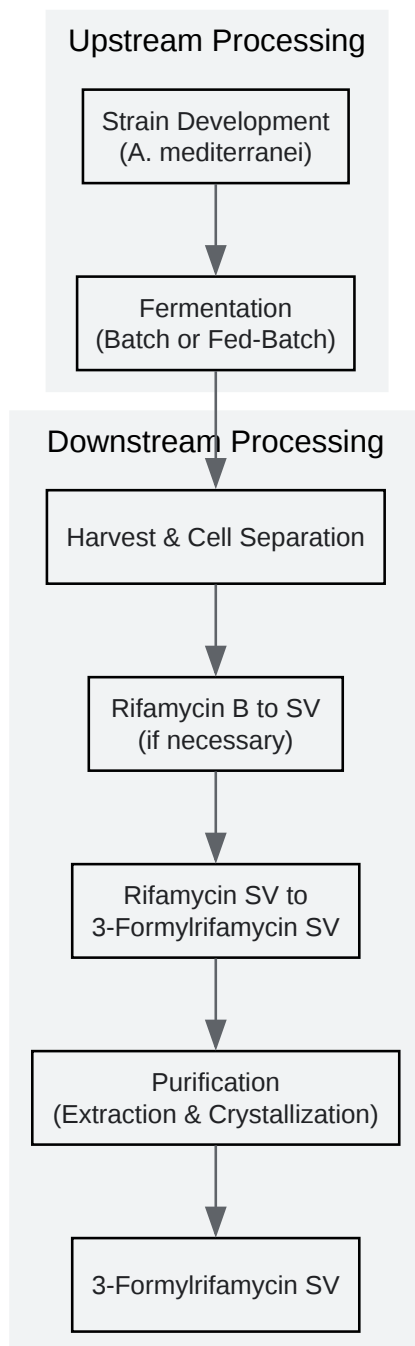 Upstream Processing
Strain Development
(A. mediterranei)
Fermentation
(Batch or Fed-Batch)
Downstream Processing
Harvest & Cell Separation
Rifamycin B to SV
(if necessary)
Rifamycin SV to
3-Formylrifamycin SV
Purification
(Extraction & Crystallization)
3-Formylrifamycin SV